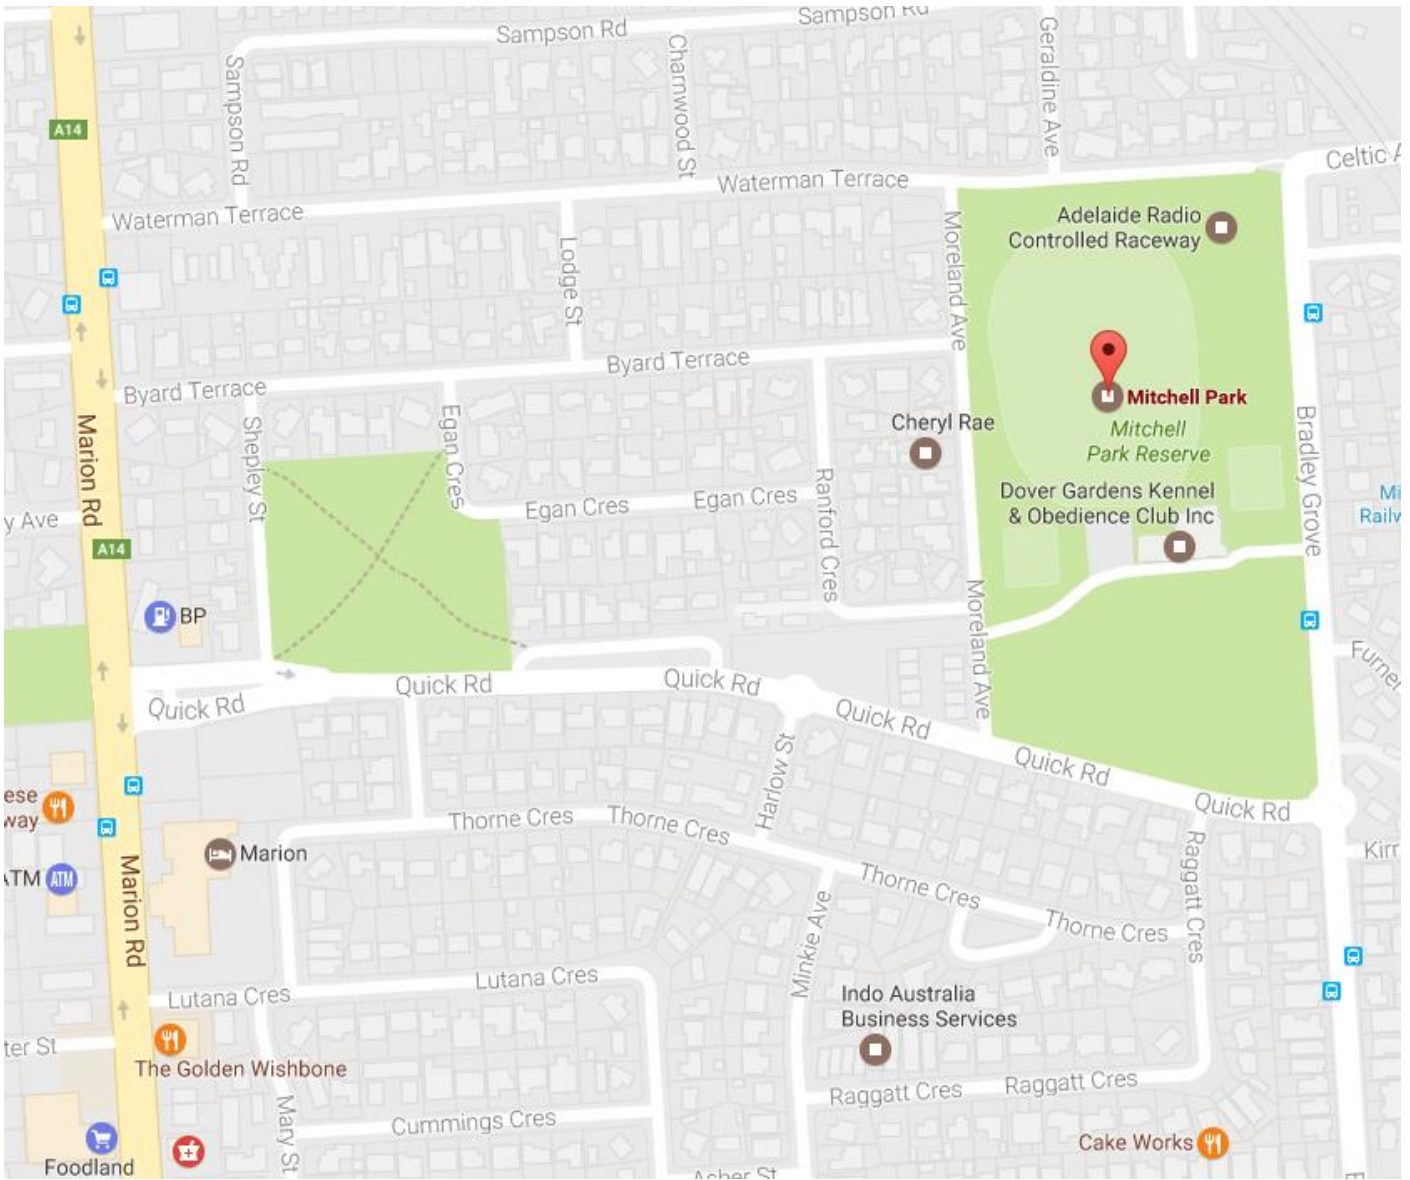 Sampson Rd
Sampson Rd
Sampson Rd
Charnwood St
Geraldine Ave
A14
Celtic A
Waterman Terrace
Waterman Terrace
Adelaide Radio
Controlled Raceway
Lodge St
Moreland Ave
Byard Terrace
Byard Terrace
Mitchell Park
Mitchell
Park Reserve
Cheryl Rae
Marion Rd
Shepley St
Egan Cres
Egan Cres
Egan Cres
Ranford Cres
Dover Gardens Kennel
& Obedience Club Inc
Bradley Grove
Mi
Railw
y Ave
A14
BP
Moreland Ave
Furner
Quick Rd
Quick Rd
Quick Rd
Quick Rd
Quick Rd
Quick Rd
Harlow St
ese
way
Thorne Cres
Thorne Cres
Thorne Cres
Thorne Cres
Raggatt Cres
Kirr
Marion
ATM
ATM
Marion Rd
Minkie Ave
Lutana Cres
Lutana Cres
Indo Australia
Business Services
ter St
The Golden Wishbone
Raggatt Cres
Raggatt Cres
Mary St
Cummings Cres
Cake Works
Foodland
Asher St